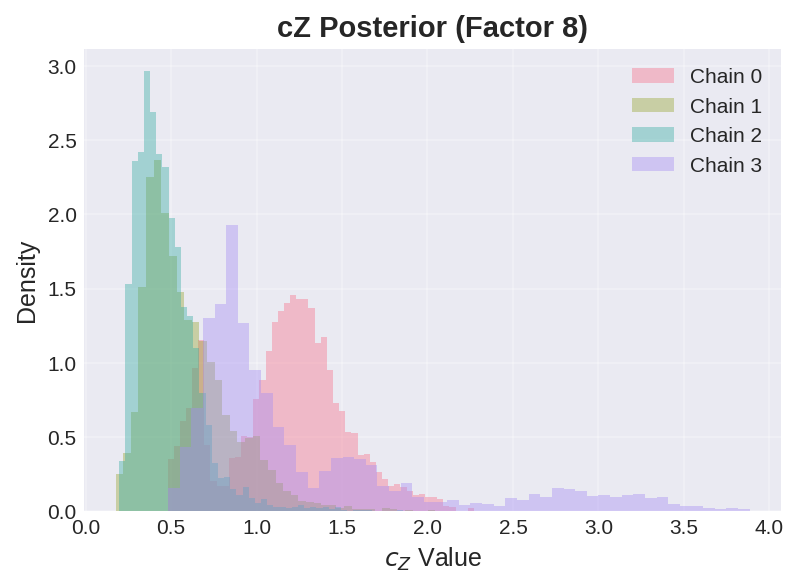 cZ Posterior (Factor 8)
Chain 0
Chain 1
Chain 2
Chain 3
Density
3.0
2.5
2.0
1.5
1.0
0.5
0.0
0.0 0.5 1.0 1.5 2.0 2.5 3.0 3.5 4.0
c_Z Value